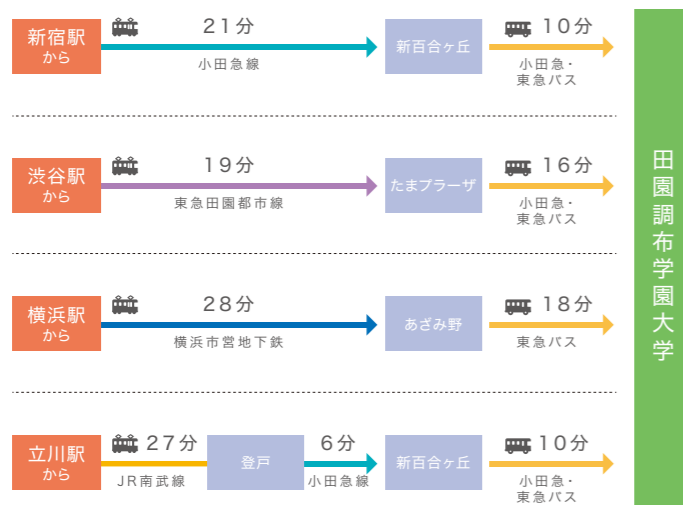 新宿駅
から
21分
小田急線
新百合ヶ丘
10分
小田急・
東急バス
渋谷駅
から
19分
東急田園都市線
たまプラーザ
16分
小田急・
東急バス
横浜駅
から
28分
横浜市営地下鉄
あざみ野
18分
東急バス
立川駅
から
27分
JR南武線
登戸
6分
小田急線
新百合ヶ丘
10分
小田急・
東急バス
田園調布学園大学